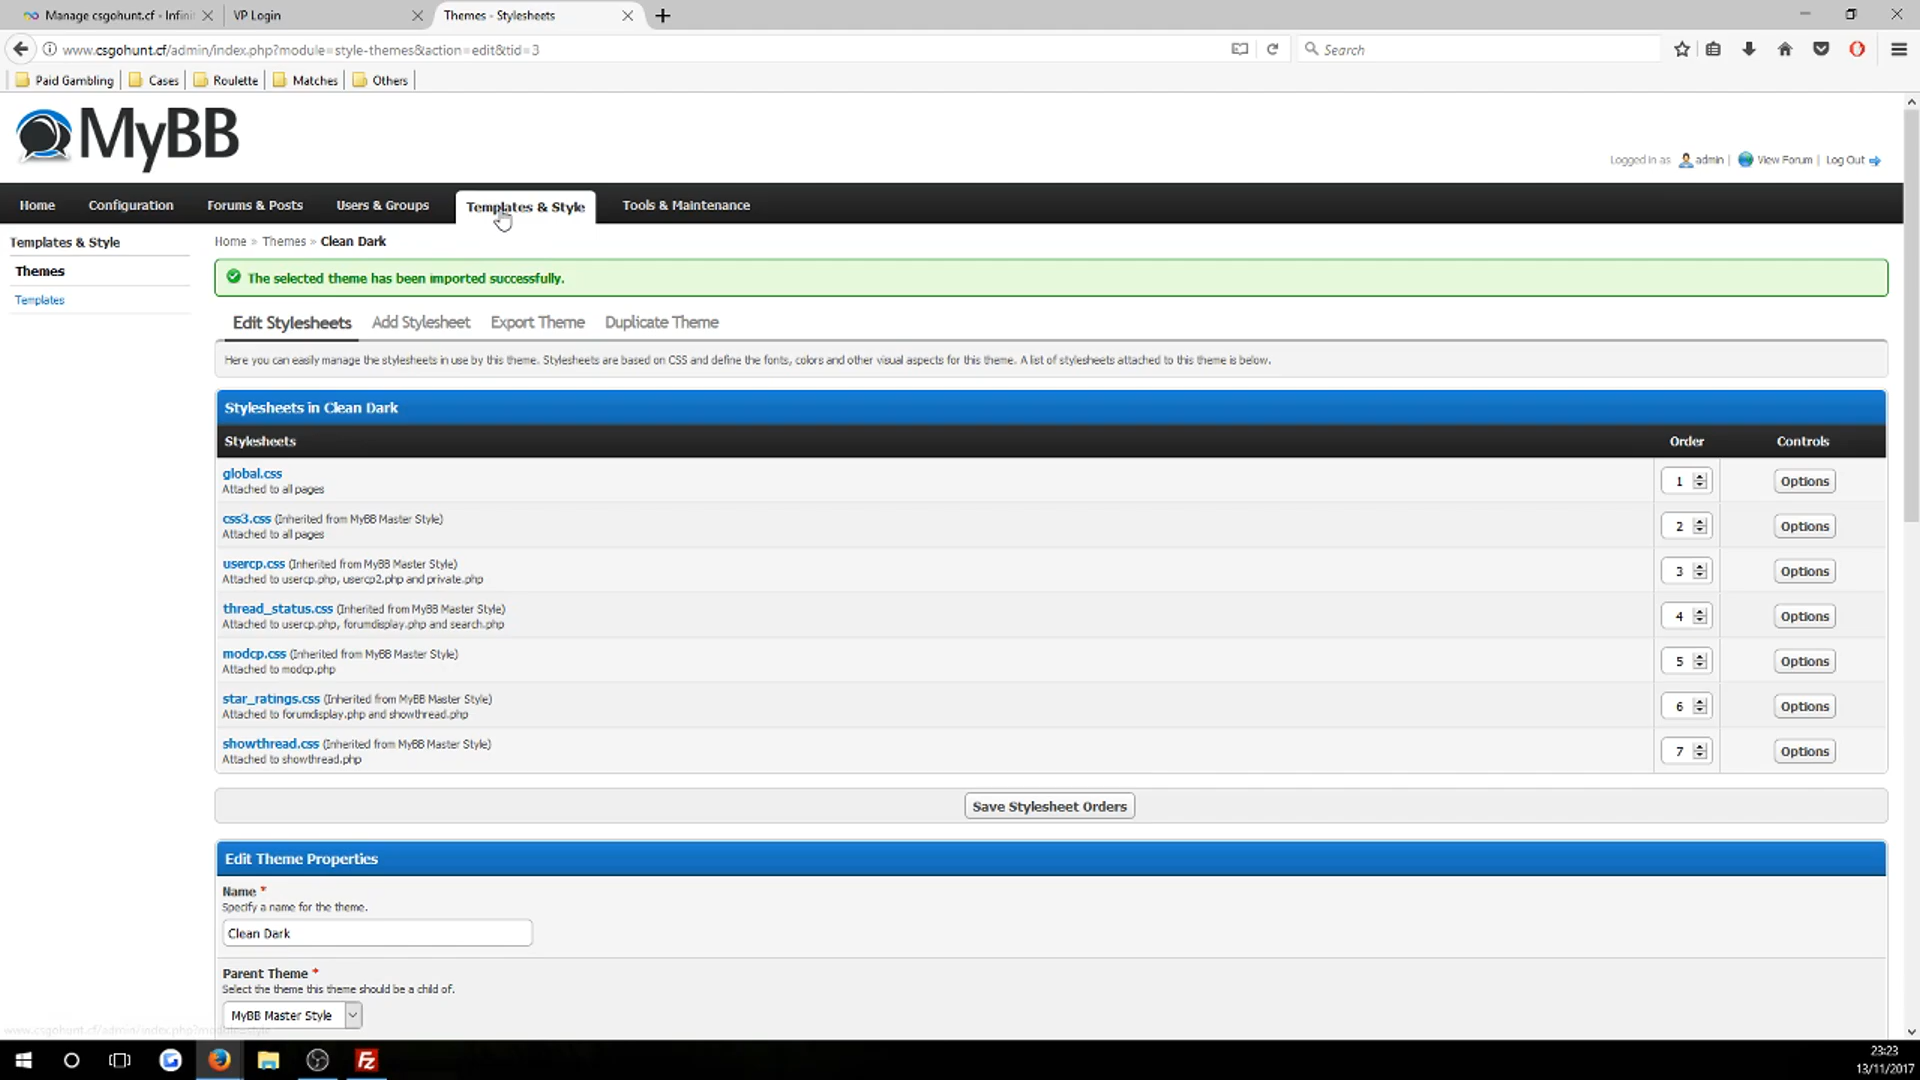 Manage csgohunt.cf - Infinit
VP Login
Themes - Stylesheets
www.csgohunt.cf/admin/index.php?module=style-themes&action=edit&tid=3
Search
Paid Gambling
Cases
Roulette
Matches
Others
MyBB
Logged in as admin | View Forum | Log Out
Home
Configuration
Forums & Posts
Users & Groups
Templates & Style
Tools & Maintenance
Templates & Style
Themes
Templates
Home » Themes » Clean Dark
The selected theme has been imported successfully.
Edit Stylesheets
Add Stylesheet
Export Theme
Duplicate Theme
Here you can easily manage the stylesheets in use by this theme. Stylesheets are based on CSS and define the fonts, colors and other visual aspects for this theme. A list of stylesheets attached to this theme is below.
Stylesheets in Clean Dark
Stylesheets Order Controls
global.css
Attached to all pages
1 Options
css3.css (Inherited from MyBB Master Style)
Attached to all pages
2 Options
usercp.css (Inherited from MyBB Master Style)
Attached to usercp.php, usercp2.php and private.php
3 Options
thread_status.css (Inherited from MyBB Master Style)
Attached to usercp.php, forumdisplay.php and search.php
4 Options
modcp.css (Inherited from MyBB Master Style)
Attached to modcp.php
5 Options
star_ratings.css (Inherited from MyBB Master Style)
Attached to forumdisplay.php and showthread.php
6 Options
showthread.css (Inherited from MyBB Master Style)
Attached to showthread.php
7 Options
Save Stylesheet Orders
Edit Theme Properties
Name *
Specify a name for the theme.
Clean Dark
Parent Theme *
Select the theme this theme should be a child of.
MyBB Master Style
www.csgohunt.cf/admin/index.php?module=style
23:23
13/11/2017